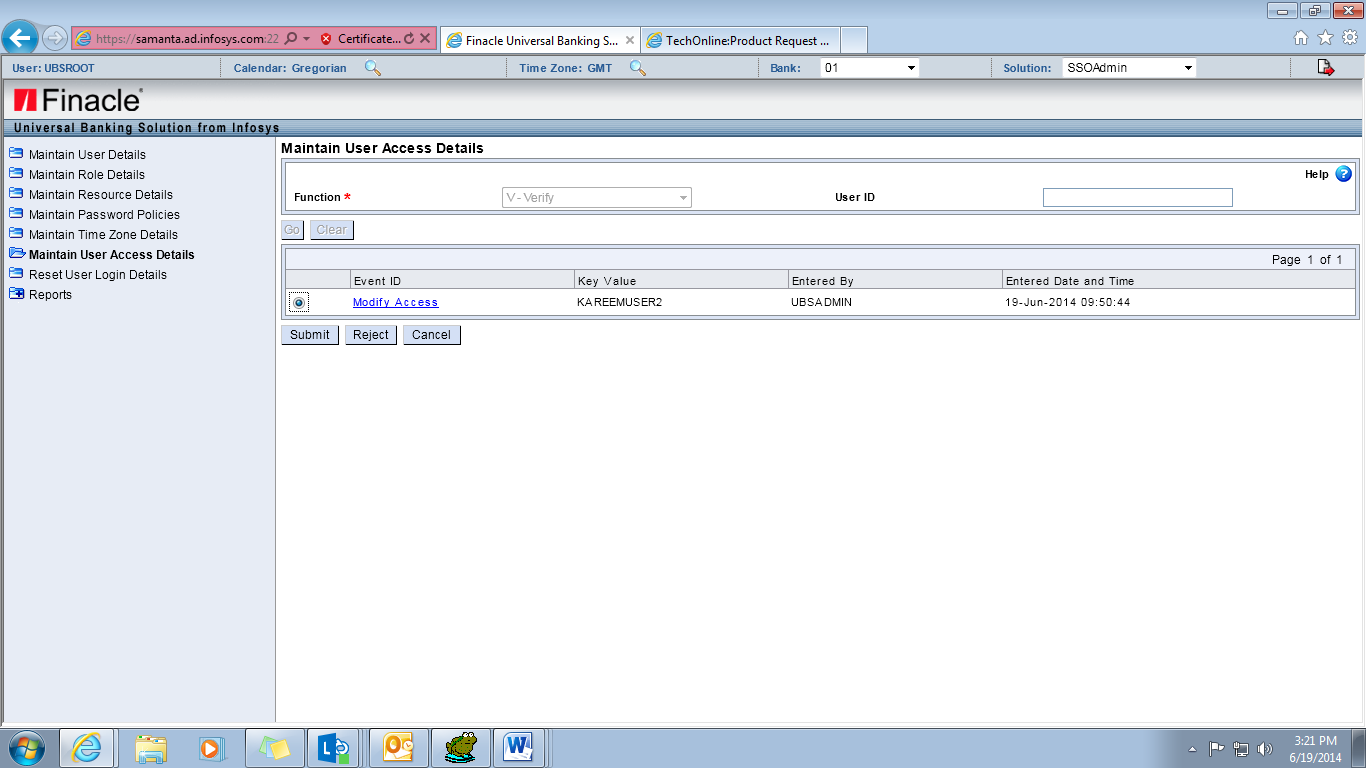 https://samanta.ad.infosys.com:22
Certificate...
Finacle Universal Banking S...
TechOnline:Product Request ...
User: UBSROOT
Calendar: Gregorian
Time Zone: GMT
Bank: 01
Solution: SSOAdmin
Finacle
Universal Banking Solution from Infosys
Maintain User Details
Maintain Role Details
Maintain Resource Details
Maintain Password Policies
Maintain Time Zone Details
Maintain User Access Details
Reset User Login Details
Reports
Maintain User Access Details
Help ?
Function * V - Verify User ID
Go Clear
Page 1 of 1
Event ID Key Value Entered By Entered Date and Time
Modify Access KAREEMUSER2 UBSADMIN 19-Jun-2014 09:50:44
Submit Reject Cancel
3:21 PM
6/19/2014